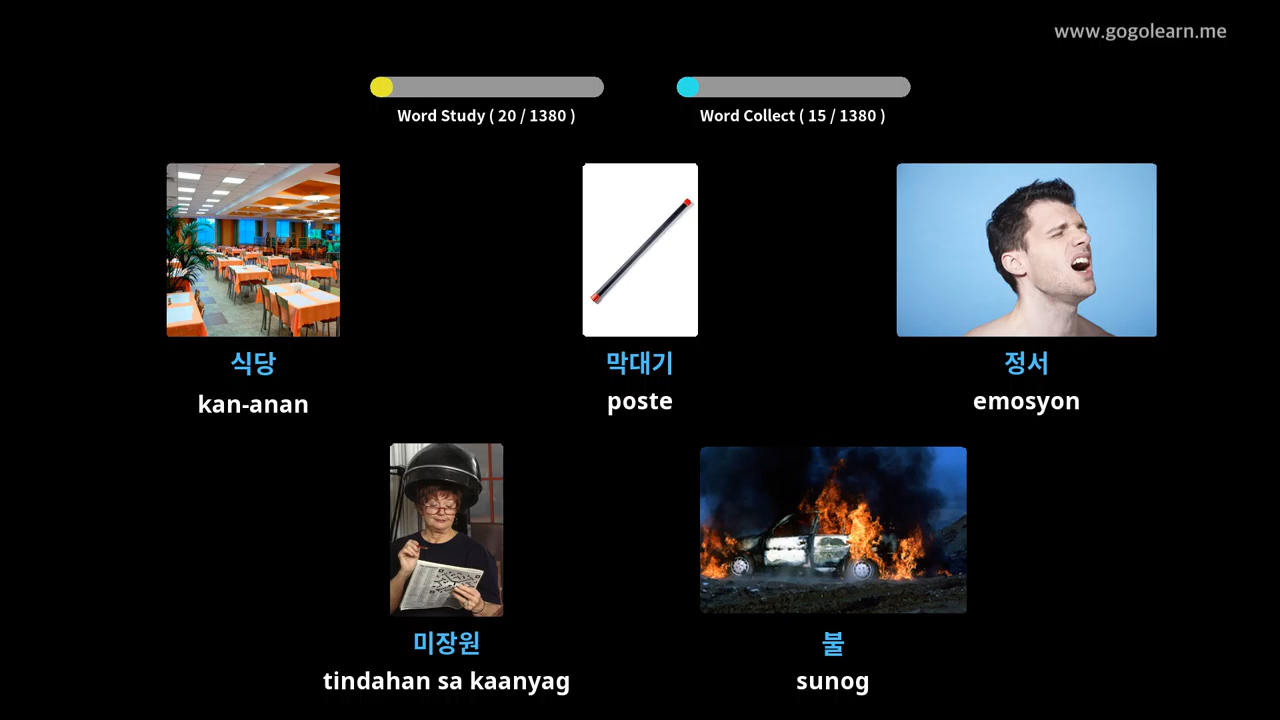 www.gogolearn.me
Word Study ( 20 / 1380 )
Word Collect ( 15 / 1380 )
식당
막대기
정서
kan-anan
poste
emosyon
미장원
불
tindahan sa kaanyag
sunog